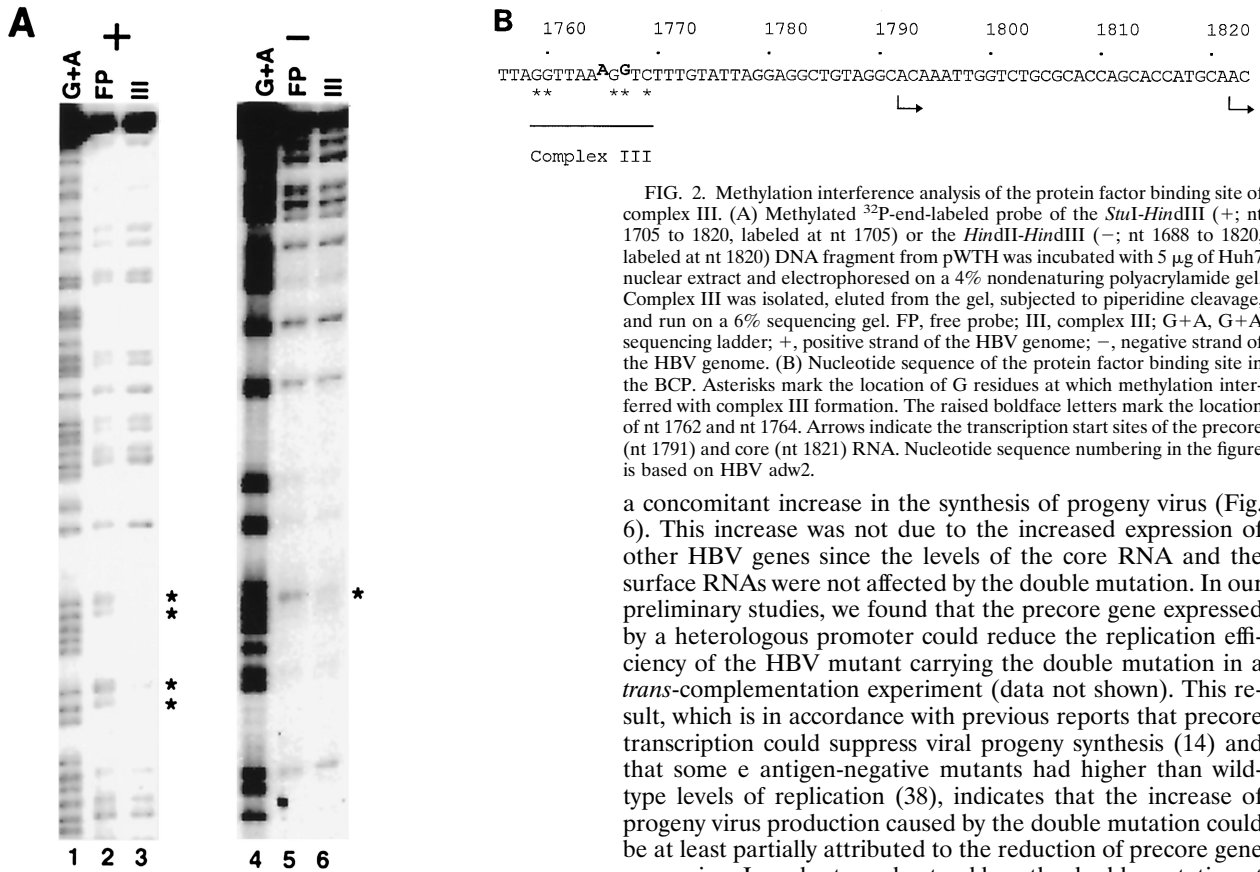 A
+
−
G+A
FP
III
G+A
FP
III
*
*
*
*
*
1 2 3
4 5 6
B
1760 1770 1780 1790 1800 1810 1820
TTAGGTTAAAGGTCTTTGTATTAGGAGGCTGTAGGCACAAATTGGTCTGCGCACCAGCACCATGCAAC
** ** *
Complex III
FIG. 2. Methylation interference analysis of the protein factor binding site of
complex III. (A) Methylated ³²P-end-labeled probe of the StuI-HindIII (+; nt
1705 to 1820, labeled at nt 1705) or the HindII-HindIII (−; nt 1688 to 1820,
labeled at nt 1820) DNA fragment from pWTH was incubated with 5 μg of Huh7
nuclear extract and electrophoresed on a 4% nondenaturing polyacrylamide gel.
Complex III was isolated, eluted from the gel, subjected to piperidine cleavage,
and run on a 6% sequencing gel. FP, free probe; III, complex III; G+A, G+A
sequencing ladder; +, positive strand of the HBV genome; −, negative strand of
the HBV genome. (B) Nucleotide sequence of the protein factor binding site in
the BCP. Asterisks mark the location of G residues at which methylation inter-
ferred with complex III formation. The raised boldface letters mark the location
of nt 1762 and nt 1764. Arrows indicate the transcription start sites of the precore
(nt 1791) and core (nt 1821) RNA. Nucleotide sequence numbering in the figure
is based on HBV adw2.
a concomitant increase in the synthesis of progeny virus (Fig.
6). This increase was not due to the increased expression of
other HBV genes since the levels of the core RNA and the
surface RNAs were not affected by the double mutation. In our
preliminary studies, we found that the precore gene expressed
by a heterologous promoter could reduce the replication effi-
ciency of the HBV mutant carrying the double mutation in a
trans-complementation experiment (data not shown). This re-
sult, which is in accordance with previous reports that precore
transcription could suppress viral progeny synthesis (14) and
that some e antigen-negative mutants had higher than wild-
type levels of replication (38), indicates that the increase of
progeny virus production caused by the double mutation could
be at least partially attributed to the reduction of precore gene